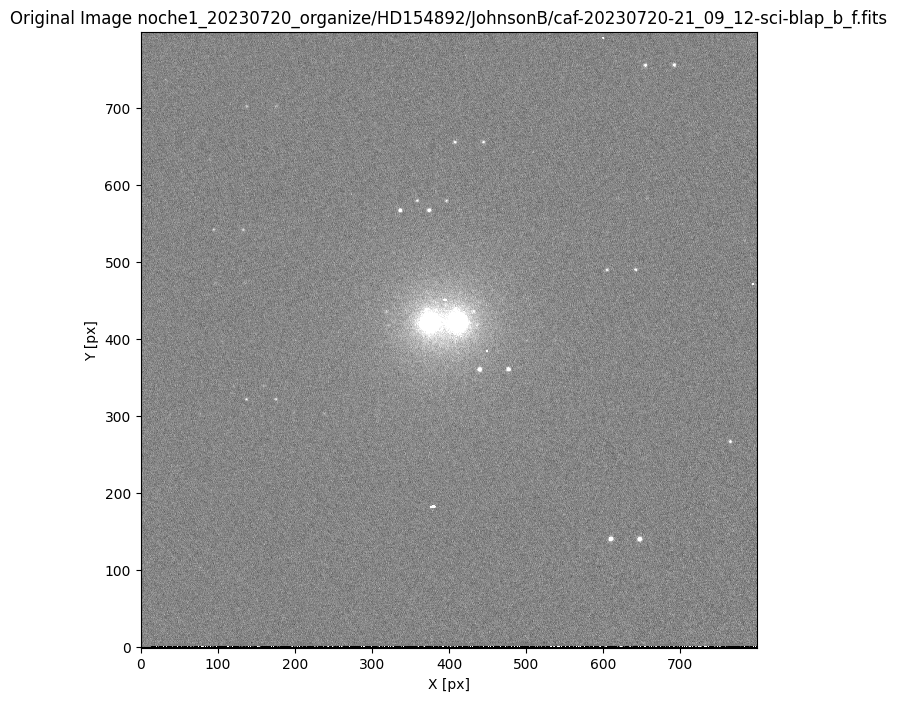 Original Image noche1_20230720_organize/HD154892/JohnsonB/caf-20230720-21_09_12-sci-blap_b_f.fits
700
600
500
400
300
200
100
0
Y [px]
0 100 200 300 400 500 600 700
X [px]